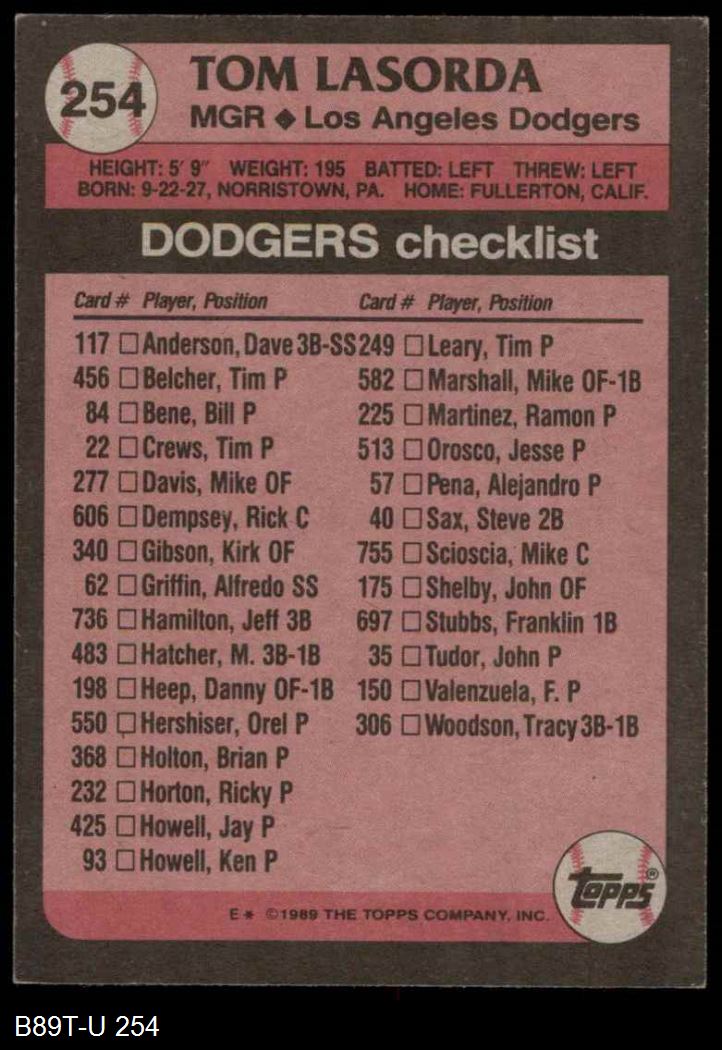 254
TOM LASORDA
MGR ◆ Los Angeles Dodgers
HEIGHT: 5' 9" WEIGHT: 195 BATTED: LEFT THREW: LEFT
BORN: 9-22-27, NORRISTOWN, PA. HOME: FULLERTON, CALIF.
DODGERS checklist
Card # Player, Position
117 □ Anderson, Dave 3B-SS
456 □ Belcher, Tim P
84 □ Bene, Bill P
22 □ Crews, Tim P
277 □ Davis, Mike OF
606 □ Dempsey, Rick C
340 □ Gibson, Kirk OF
62 □ Griffin, Alfredo SS
736 □ Hamilton, Jeff 3B
483 □ Hatcher, M. 3B-1B
198 □ Heep, Danny OF-1B
550 □ Hershiser, Orel P
368 □ Holton, Brian P
232 □ Horton, Ricky P
425 □ Howell, Jay P
93 □ Howell, Ken P
Card # Player, Position
249 □ Leary, Tim P
582 □ Marshall, Mike OF-1B
225 □ Martinez, Ramon P
513 □ Orosco, Jesse P
57 □ Pena, Alejandro P
40 □ Sax, Steve 2B
755 □ Scioscia, Mike C
175 □ Shelby, John OF
697 □ Stubbs, Franklin 1B
35 □ Tudor, John P
150 □ Valenzuela, F. P
306 □ Woodson, Tracy 3B-1B
TOPPS®
E* ©1989 THE TOPPS COMPANY, INC.
B89T-U 254